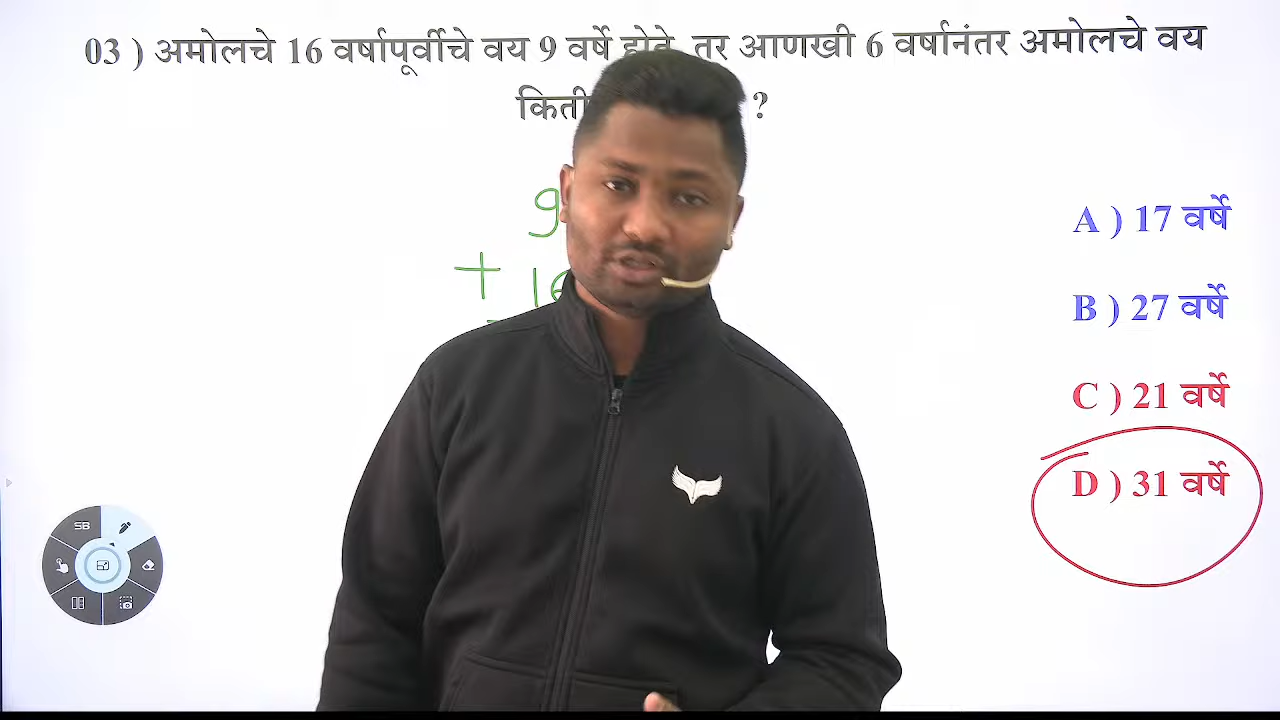 03 ) अमोलचे 16 वर्षापूर्वीचे वय 9 वर्षे होते तर आणखी 6 वर्षानंतर अमोलचे वय
किती ?
9
+ 16
A ) 17 वर्षे
B ) 27 वर्षे
C ) 21 वर्षे
D ) 31 वर्षे
SB